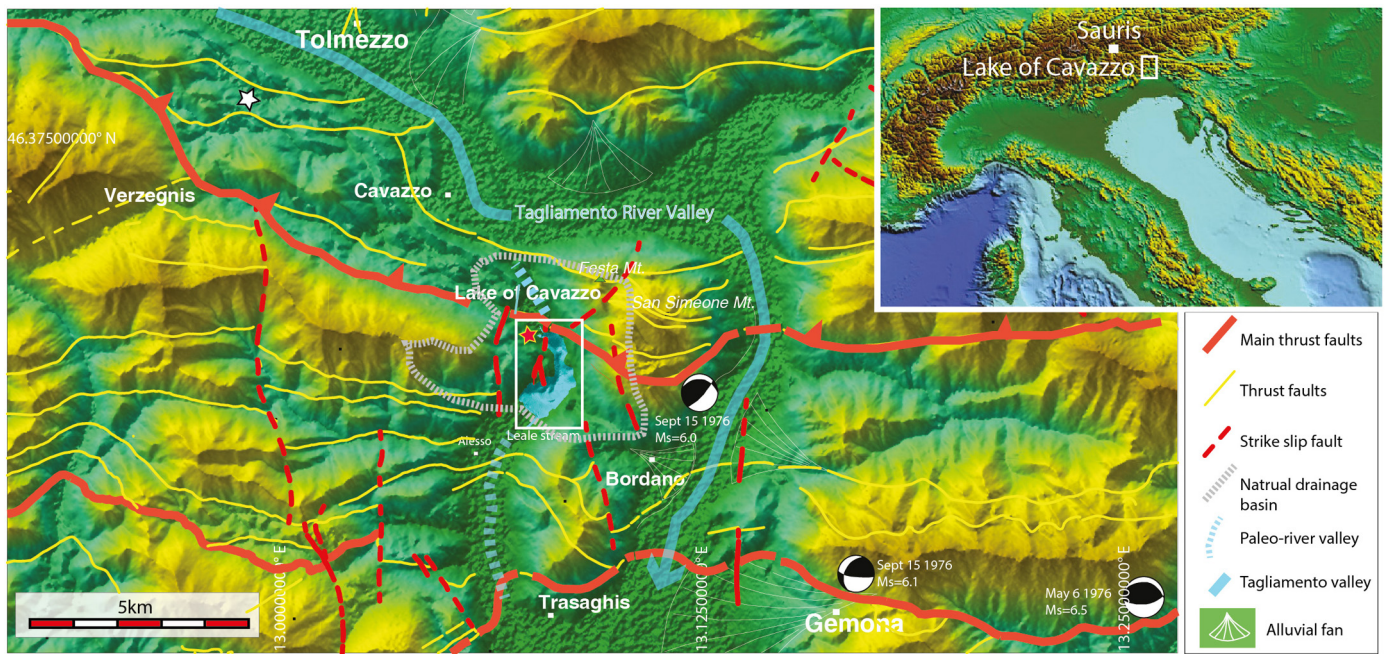 Tolmezzo
46.37500000° N
Verzegnis
Cavazzo
Tagliamento River Valley
Festa Mt.
Lake of Cavazzo
San Simeone Mt.
Sept 15 1976
Ms=6.0
Leale stream
Alesso
Bordano
Sept 15 1976
Ms=6.1
May 6 1976
Ms=6.5
Trasaghis
Gemona
13.0000000° E
13.12500000° E
13.25000000° E
5km
Sauris
Lake of Cavazzo
Main thrust faults
Thrust faults
Strike slip fault
Natrual drainage
basin
Paleo-river valley
Tagliamento valley
Alluvial fan